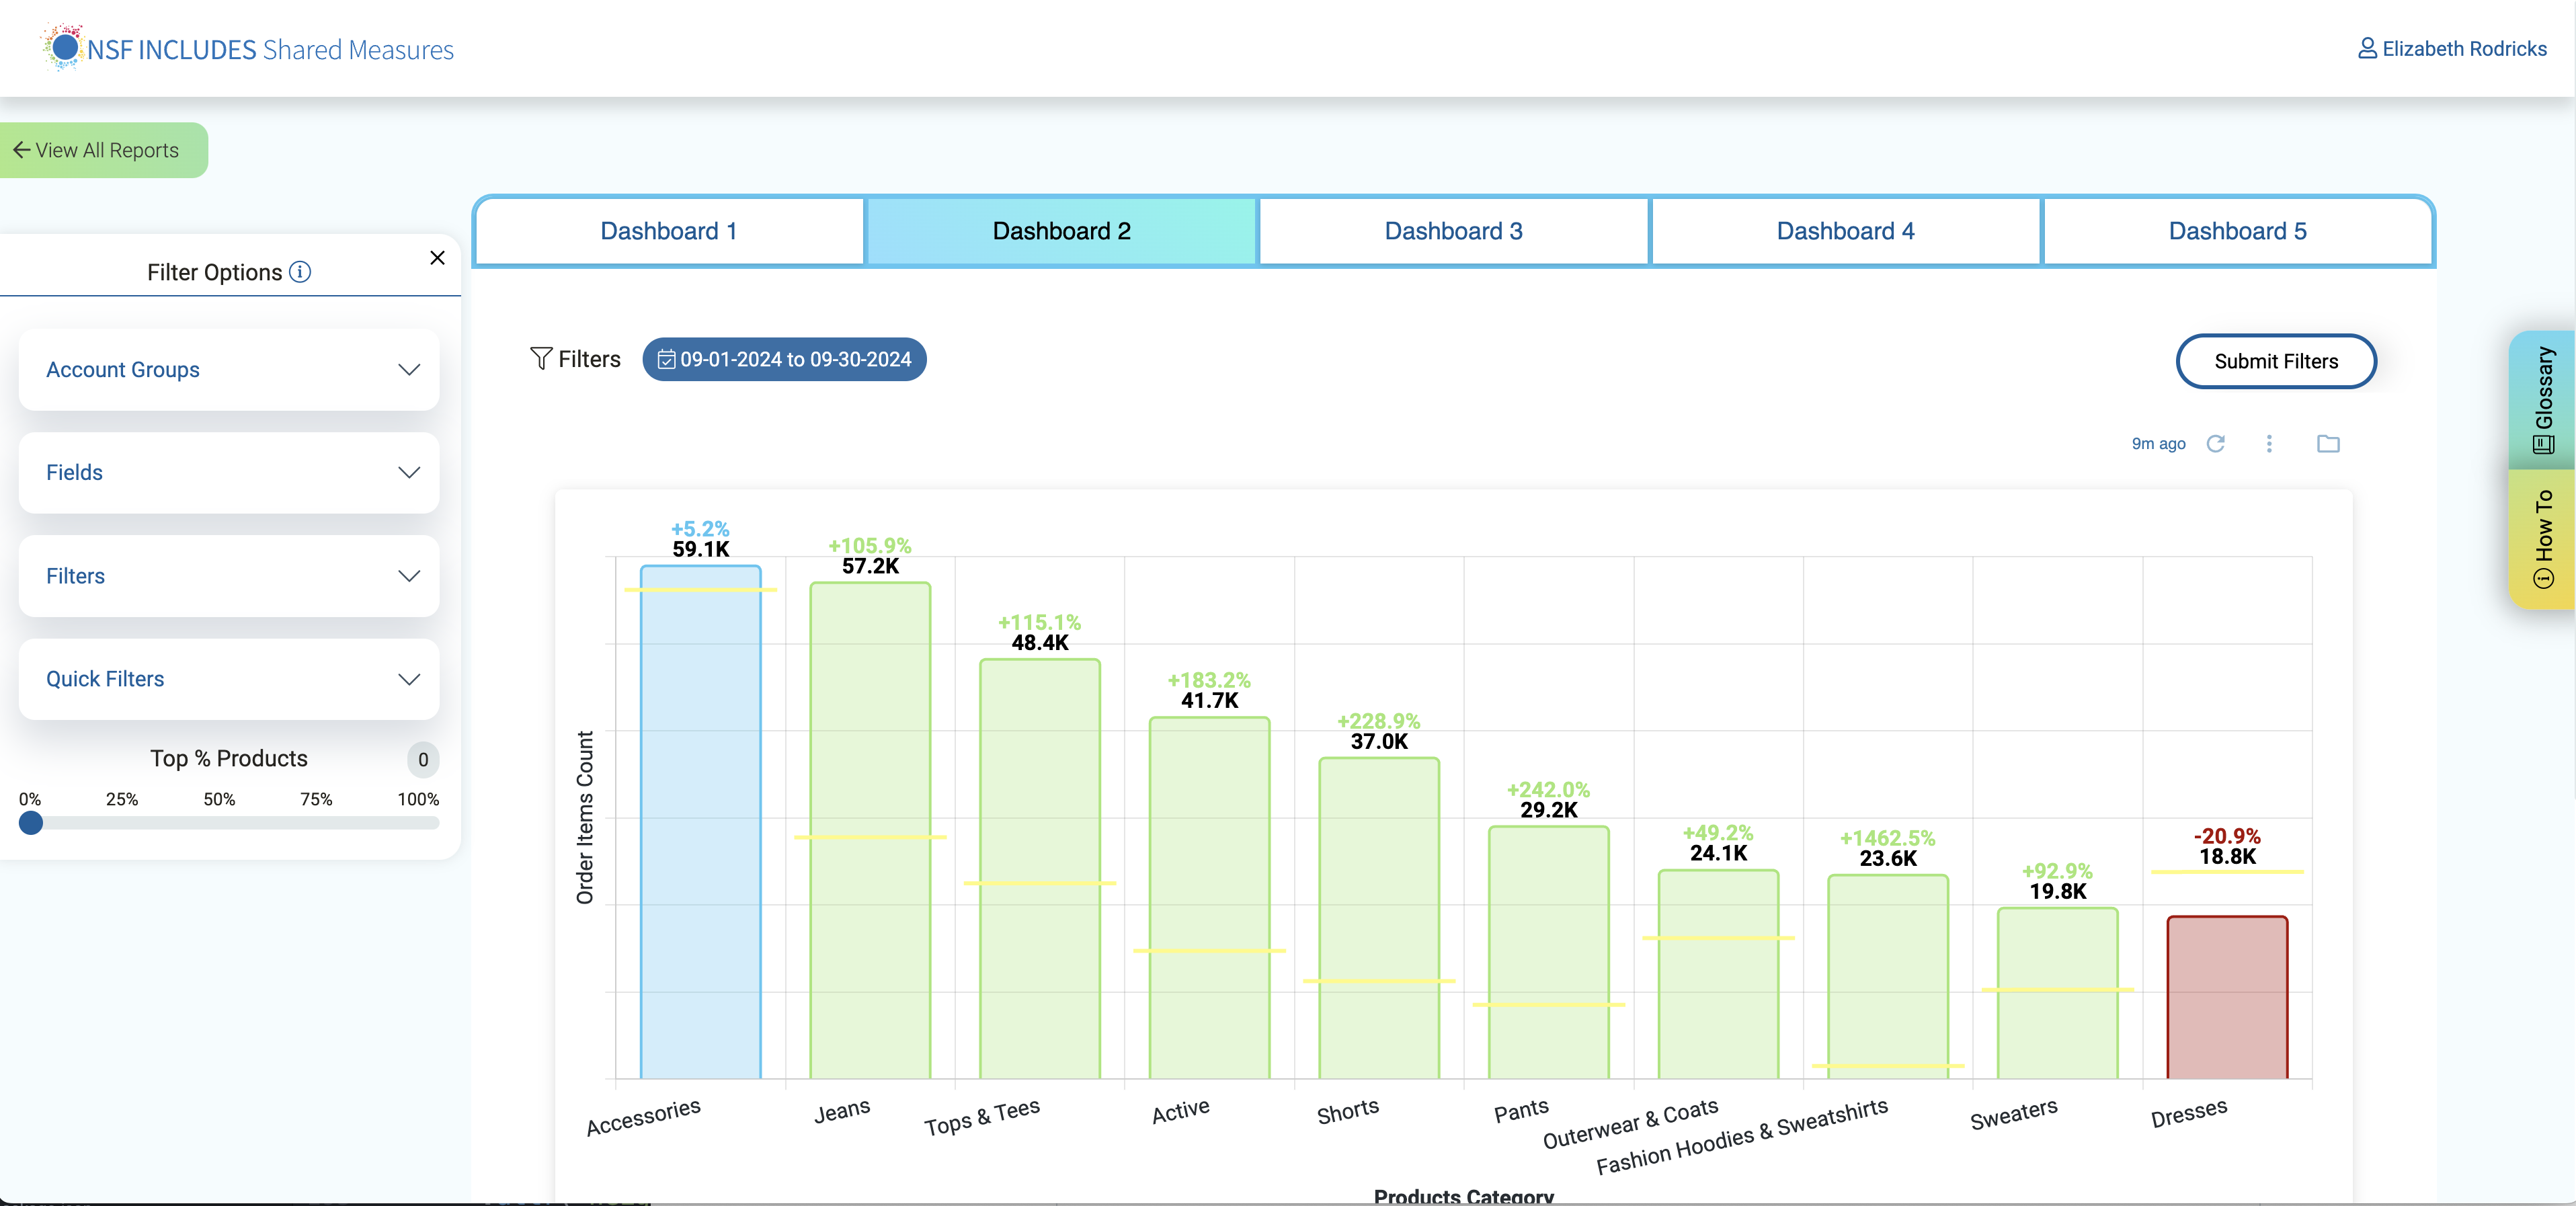 NSF INCLUDES Shared Measures
Elizabeth Rodricks
View All Reports
Dashboard 1
Dashboard 2
Dashboard 3
Dashboard 4
Dashboard 5
Filter Options
Account Groups
Fields
Filters
Quick Filters
Top % Products
0
0% 25% 50% 75% 100%
Filters
09-01-2024 to 09-30-2024
Submit Filters
9m ago
Glossary
How To
Order Items Count
+5.2%
59.1K
+105.9%
57.2K
+115.1%
48.4K
+183.2%
41.7K
+228.9%
37.0K
+242.0%
29.2K
+49.2%
24.1K
+1462.5%
23.6K
+92.9%
19.8K
-20.9%
18.8K
Accessories
Jeans
Tops & Tees
Active
Shorts
Pants
Outerwear & Coats
Fashion Hoodies & Sweatshirts
Sweaters
Dresses
Products Category